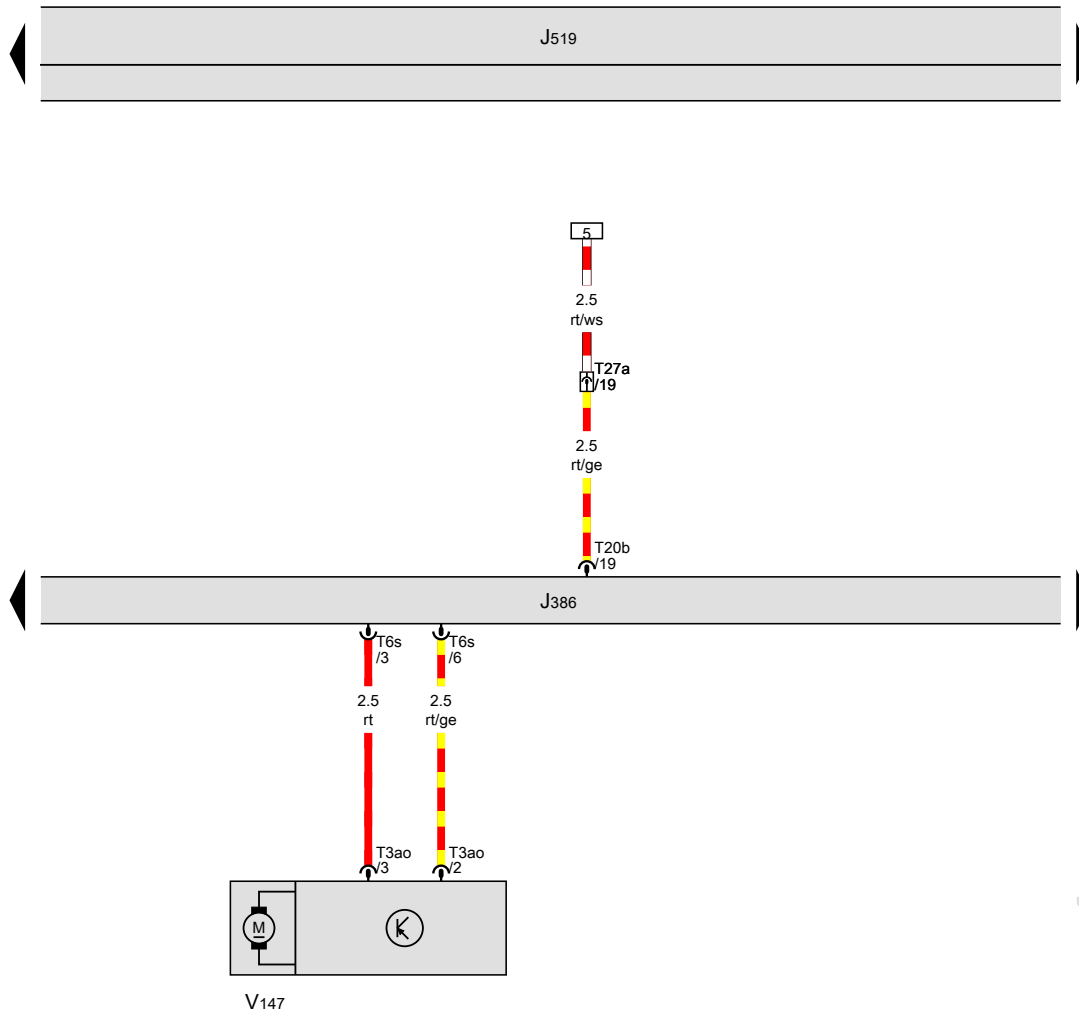 J519
5
2.5
rt/ws
T27a
/19
2.5
rt/ge
T20b
/19
J386
T6s
/3
T6s
/6
2.5
rt
2.5
rt/ge
T3ao
/3
T3ao
/2
M
V147